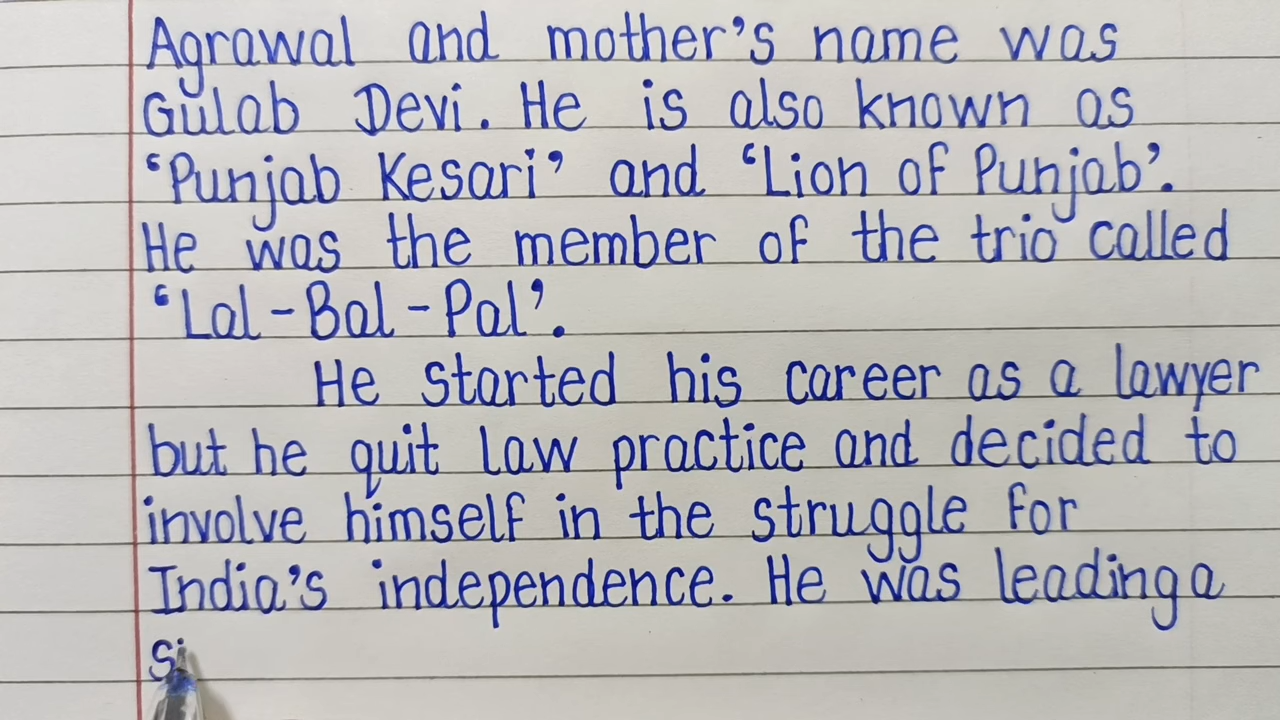 Agrawal and mother's name was
Gulab Devi. He is also known as
‘Punjab Kesari’ and ‘Lion of Punjab’.
He was the member of the trio called
‘Lal-Bal-Pal’.
He started his career as a lawyer
but he quit law practice and decided to
involve himself in the struggle for
India's independence. He was leading a